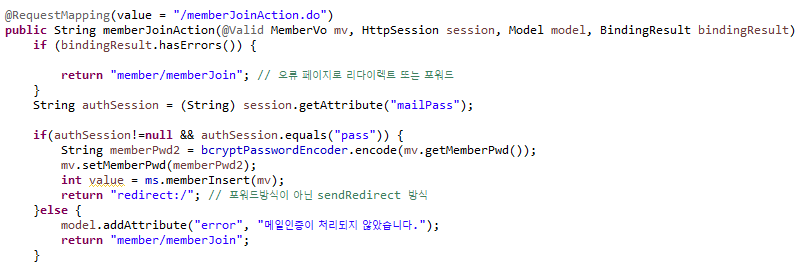 @RequestMapping(value = "/memberJoinAction.do")
public String memberJoinAction(@Valid MemberVo mv, HttpSession session, Model model, BindingResult bindingResult)
if (bindingResult.hasErrors()) {
return "member/memberJoin"; // 오류 페이지로 리다이렉트 또는 포워드
}
String authSession = (String) session.getAttribute("mailPass");
if(authSession!=null && authSession.equals("pass")) {
String memberPwd2 = bcryptPasswordEncoder.encode(mv.getMemberPwd());
mv.setMemberPwd(memberPwd2);
int value = ms.memberInsert(mv);
return "redirect:/"; // 포워드방식이 아닌 sendRedirect 방식
}else {
model.addAttribute("error", "메일인증이 처리되지 않았습니다.");
return "member/memberJoin";
}